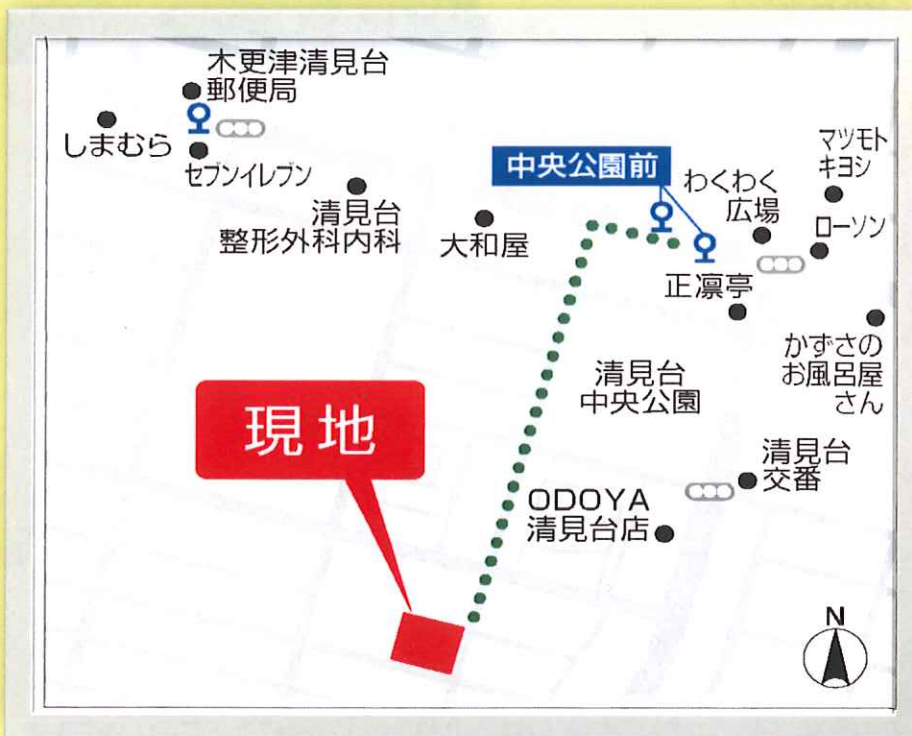 木更津清見台
郵便局
しまむら
セブンイレブン
清見台
整形外科内科
大和屋
中央公園前
わくわく
広場
マツモト
キヨシ
ローソン
正凛亭
かずさの
お風呂屋
さん
清見台
中央公園
現地
清見台
交番
ODOYA
清見台店
N